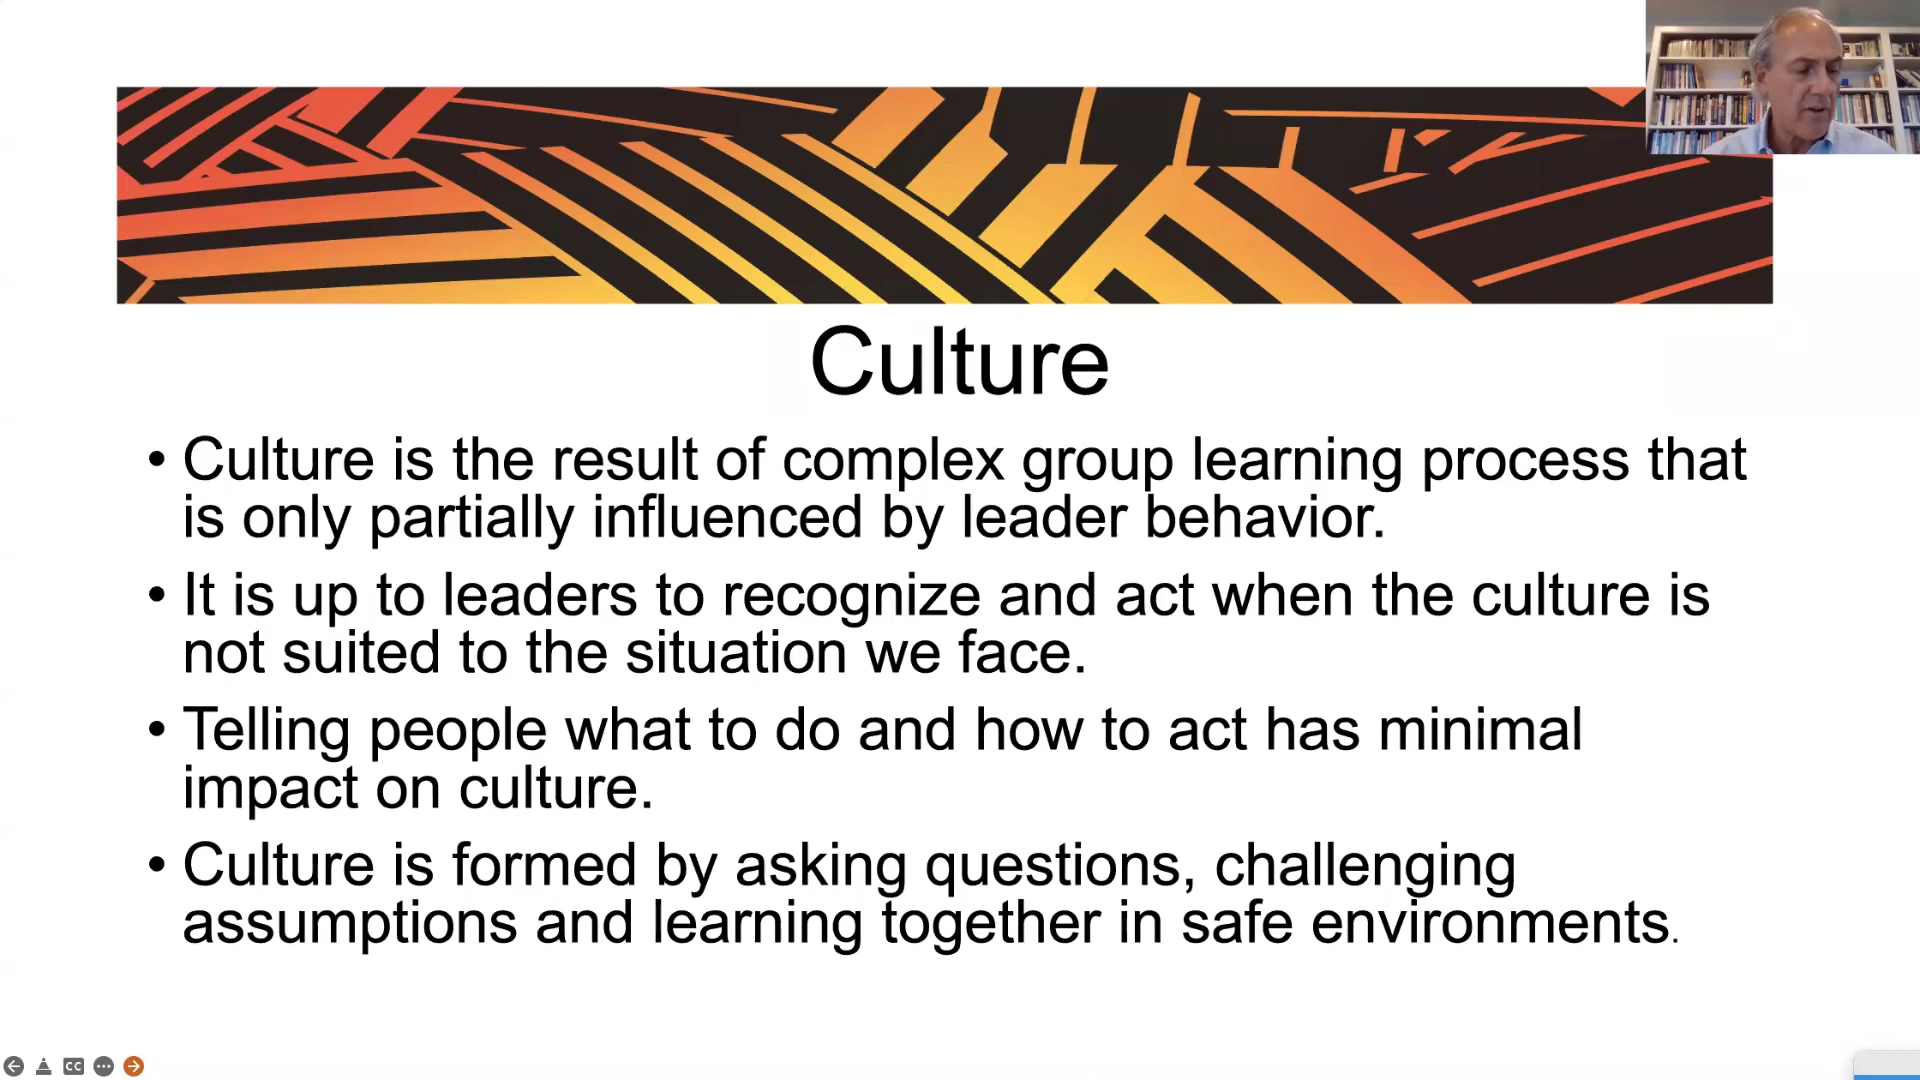 Culture
• Culture is the result of complex group learning process that
is only partially influenced by leader behavior.
• It is up to leaders to recognize and act when the culture is
not suited to the situation we face.
• Telling people what to do and how to act has minimal
impact on culture.
• Culture is formed by asking questions, challenging
assumptions and learning together in safe environments.
CC